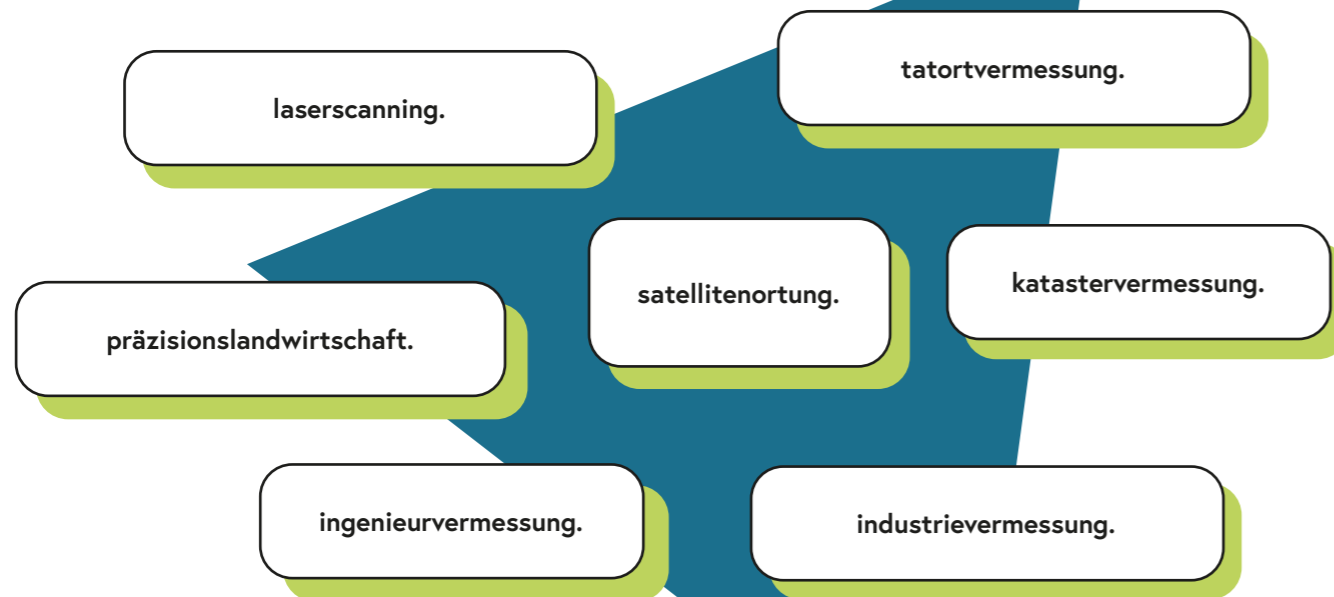 laserscanning.
tatortvermessung.
satellitenortung.
katastervermessung.
präzisionslandwirtschaft.
ingenieurvermessung.
industrievermessung.